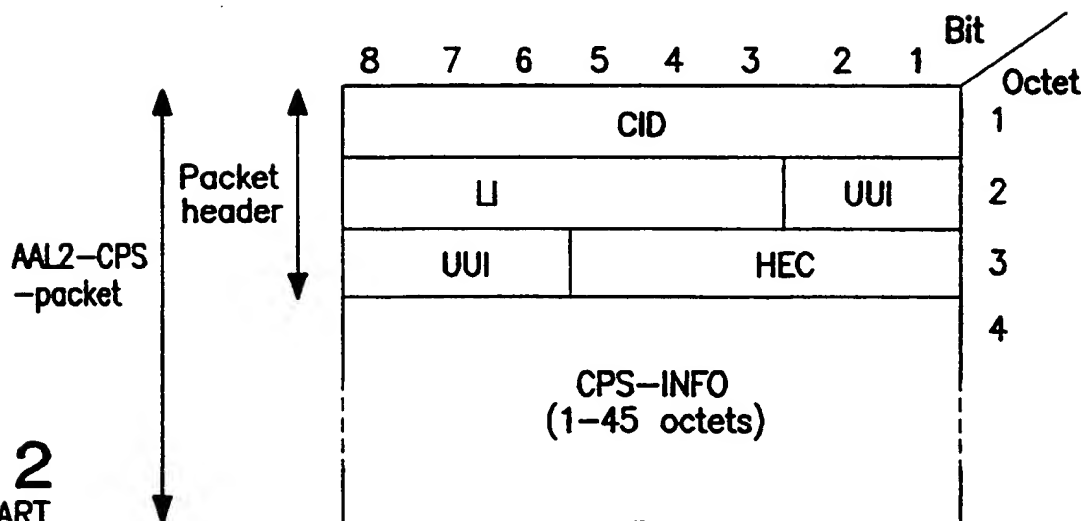 Bit
8 7 6 5 4 3 2 1
Octet
CID 1
Packet header
LI UUI 2
AAL2-CPS -packet
UUI HEC 3
4
CPS-INFO
(1-45 octets)
2
ART